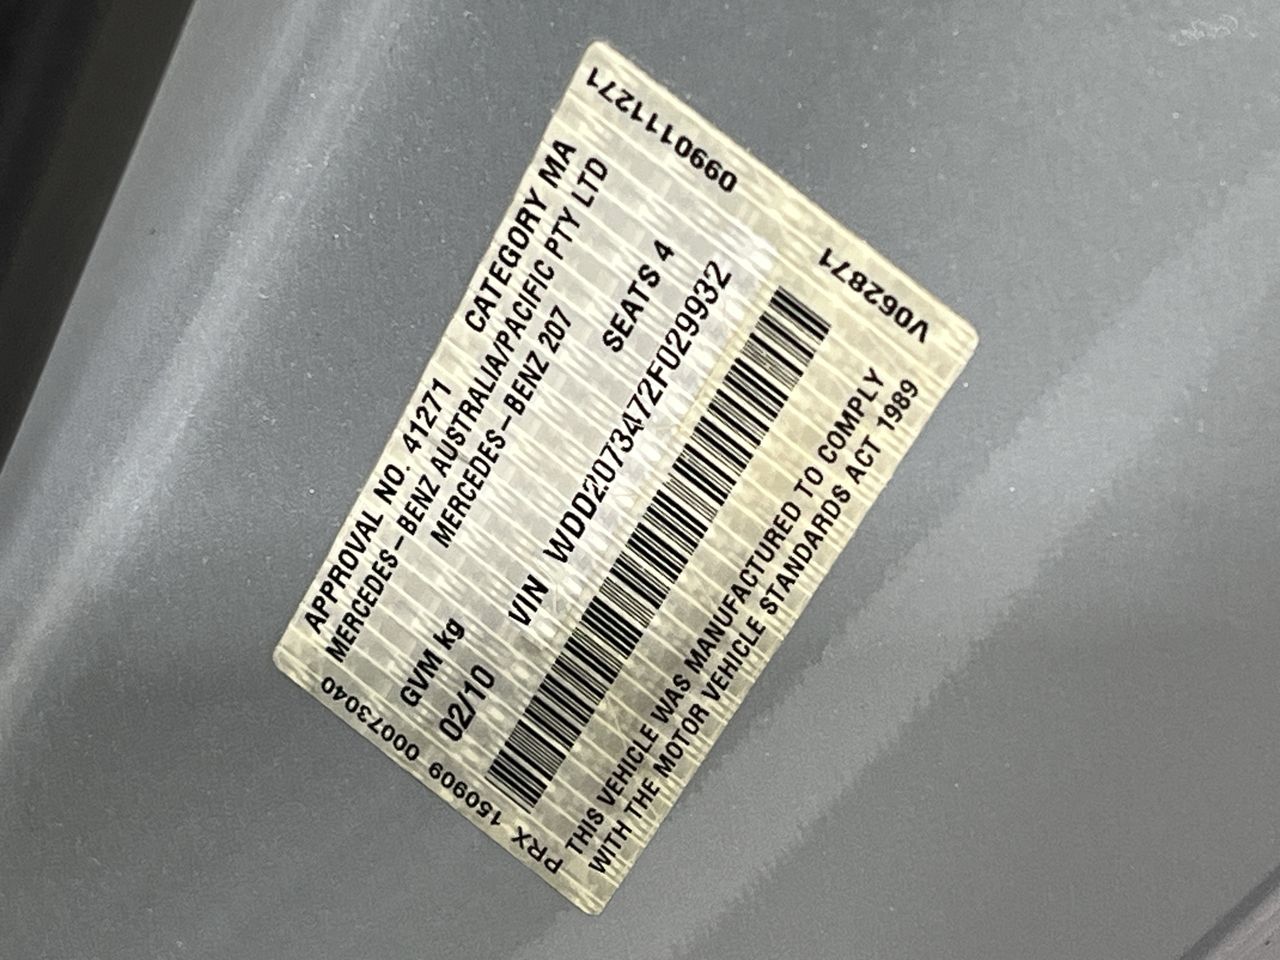 APPROVAL NO. 41271 CATEGORY MA
MERCEDES-BENZ AUSTRALIA/PACIFIC PTY LTD
MERCEDES-BENZ 207
GVM kg SEATS 4
02/10
VIN WDD2073472F029932
THIS VEHICLE WAS MANUFACTURED TO COMPLY
WITH THE MOTOR VEHICLE STANDARDS ACT 1989
PRX 150909 00073040
09901111271
V062871